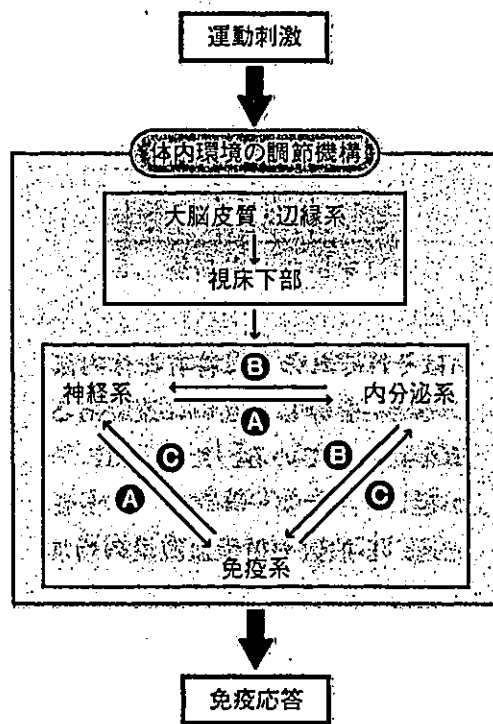 運動刺激
体内環境の調節機構
大脳皮質・辺縁系
視床下部
B
神経系 内分泌系
A
C B
A C
免疫系
免疫応答